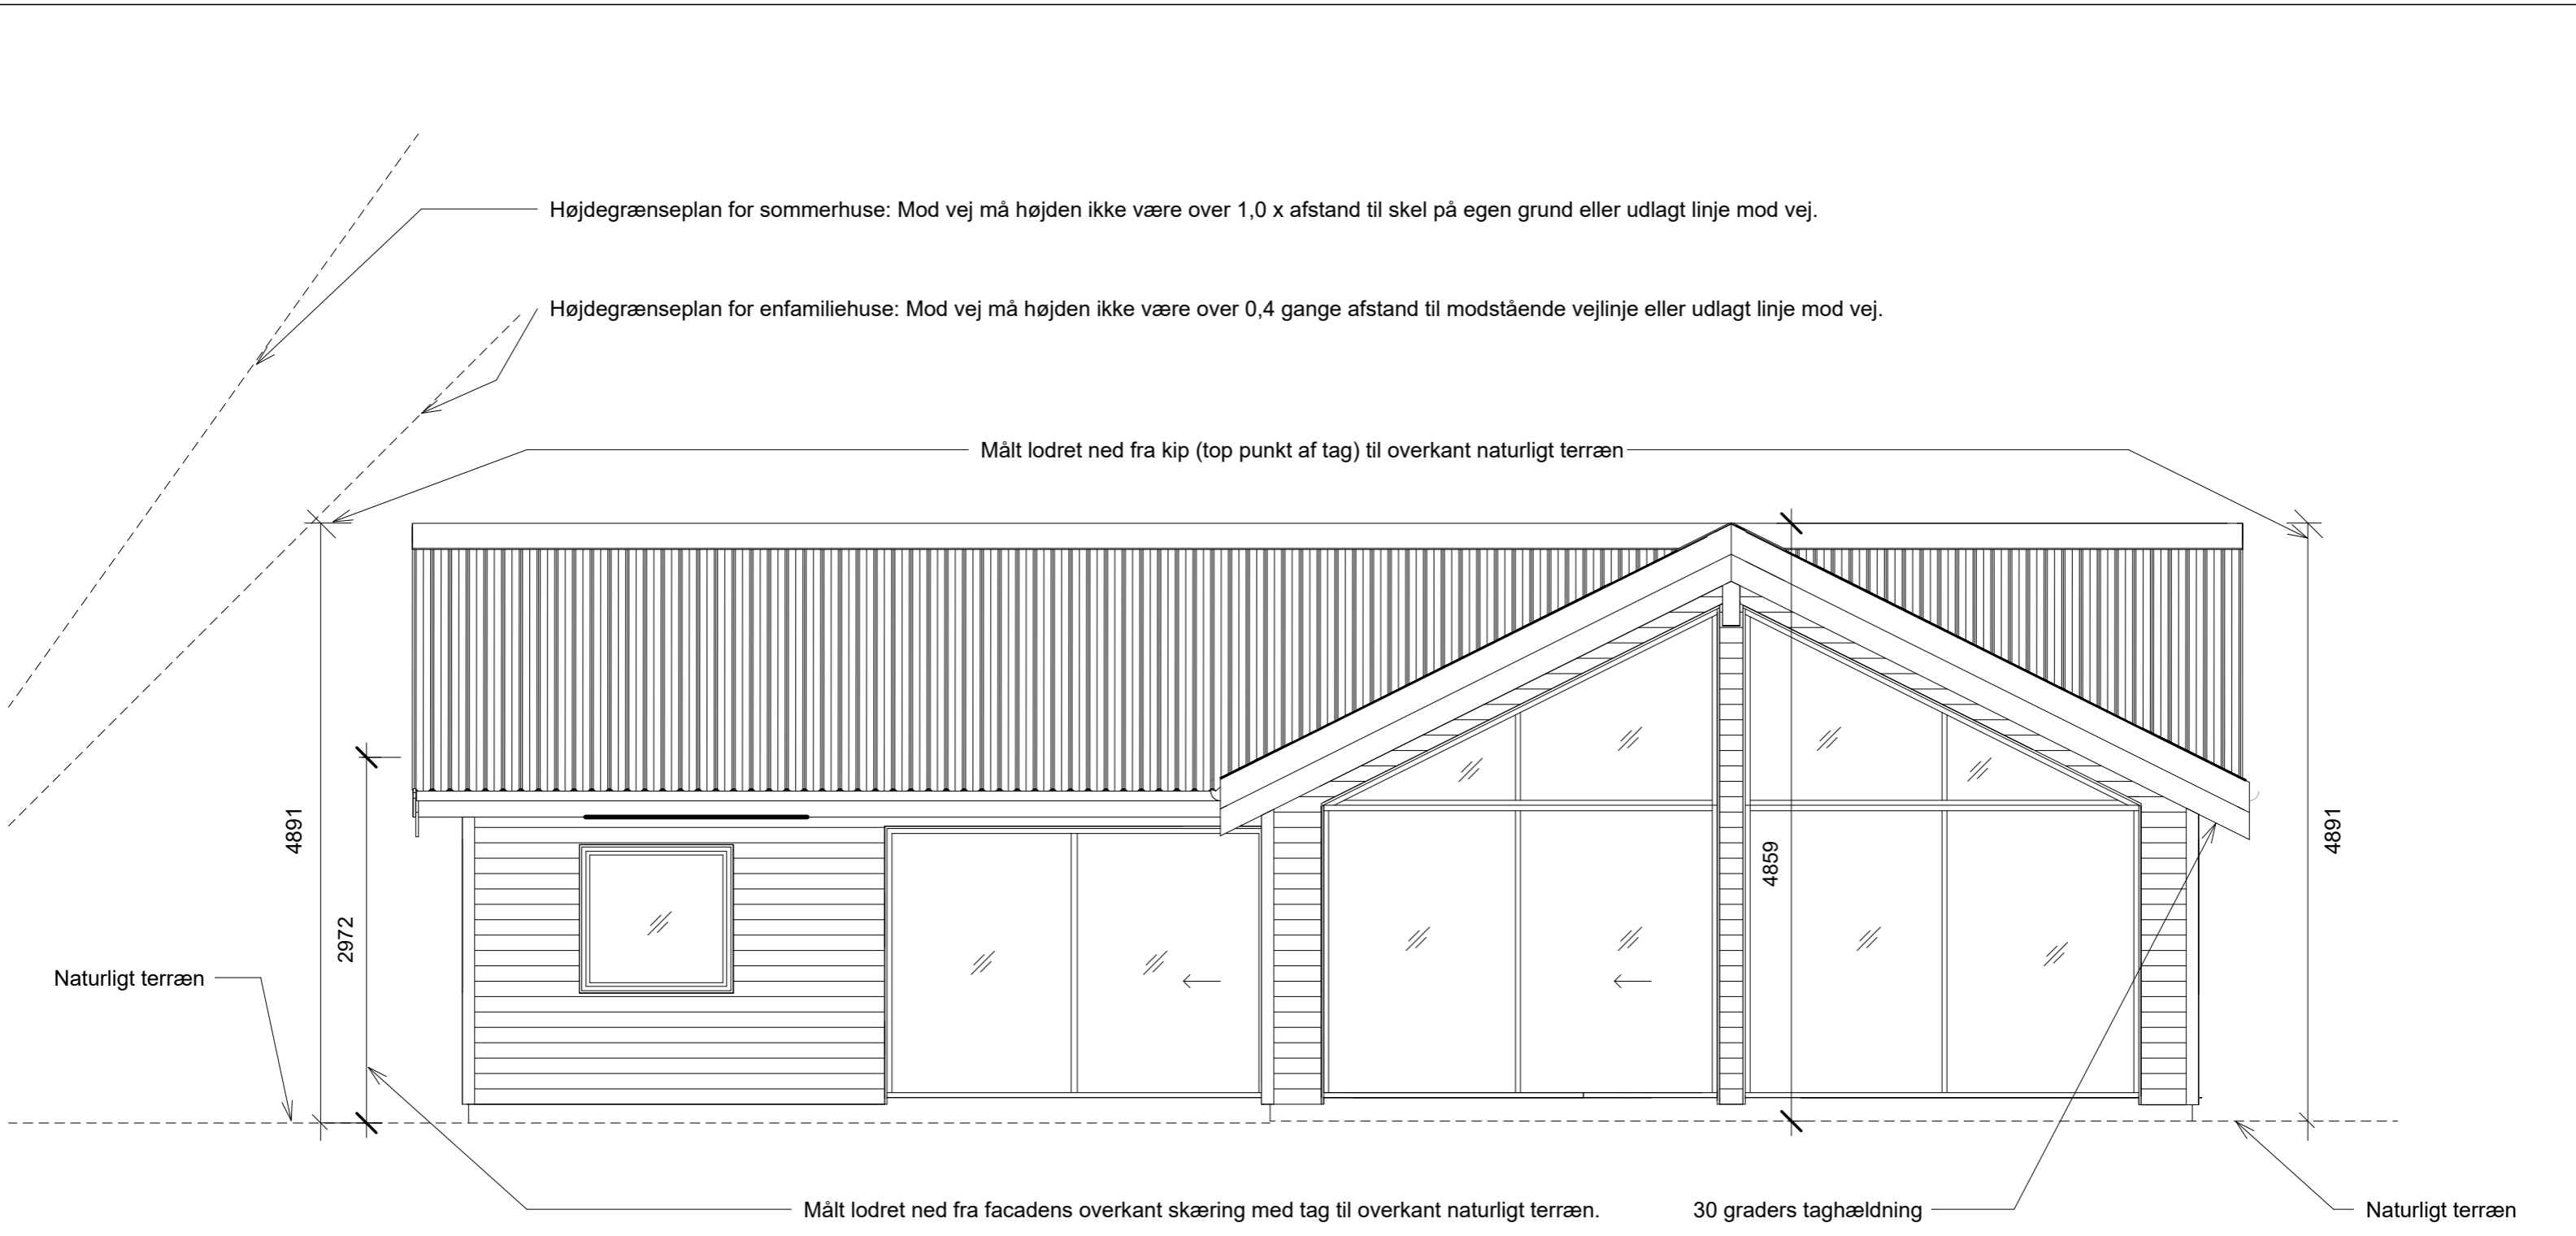 Højdegrænseplan for sommerhuse: Mod vej må højden ikke være over 1,0 x afstand til skel på egen grund eller udlagt linje mod vej.
Højdegrænseplan for enfamiliehuse: Mod vej må højden ikke være over 0,4 gange afstand til modstående vejlinje eller udlagt linje mod vej.
Målt lodret ned fra kip (top punkt af tag) til overkant naturligt terræn
4891
2972
4859
4891
Naturligt terræn
Målt lodret ned fra facadens overkant skæring med tag til overkant naturligt terræn.
30 graders taghældning
Naturligt terræn